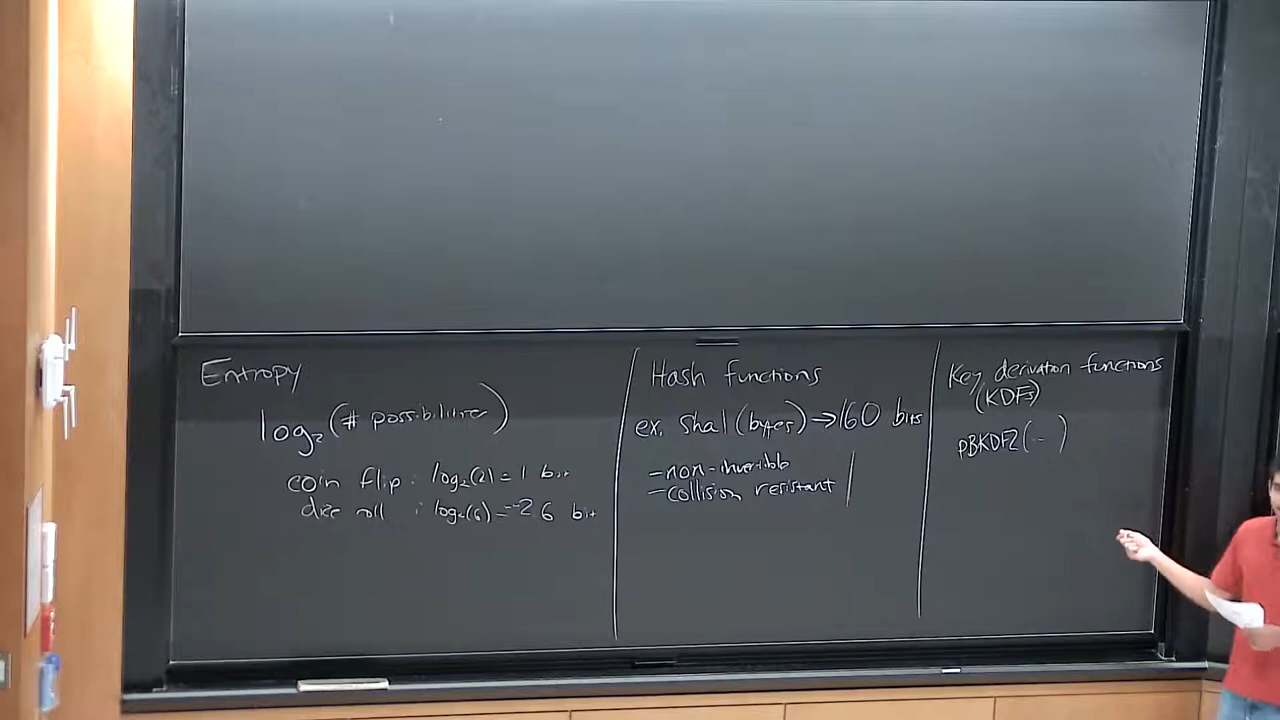 Entropy
log₂(# possibilities)
coin flip: log₂(2) = 1 bit
dice roll : log₂(6) = ~2.6 bit
Hash functions
ex. sha1(bytes) → 160 bits
- non-invertible
- collision resistant
Key derivation functions
(KDFs)
PBKDF2(...)